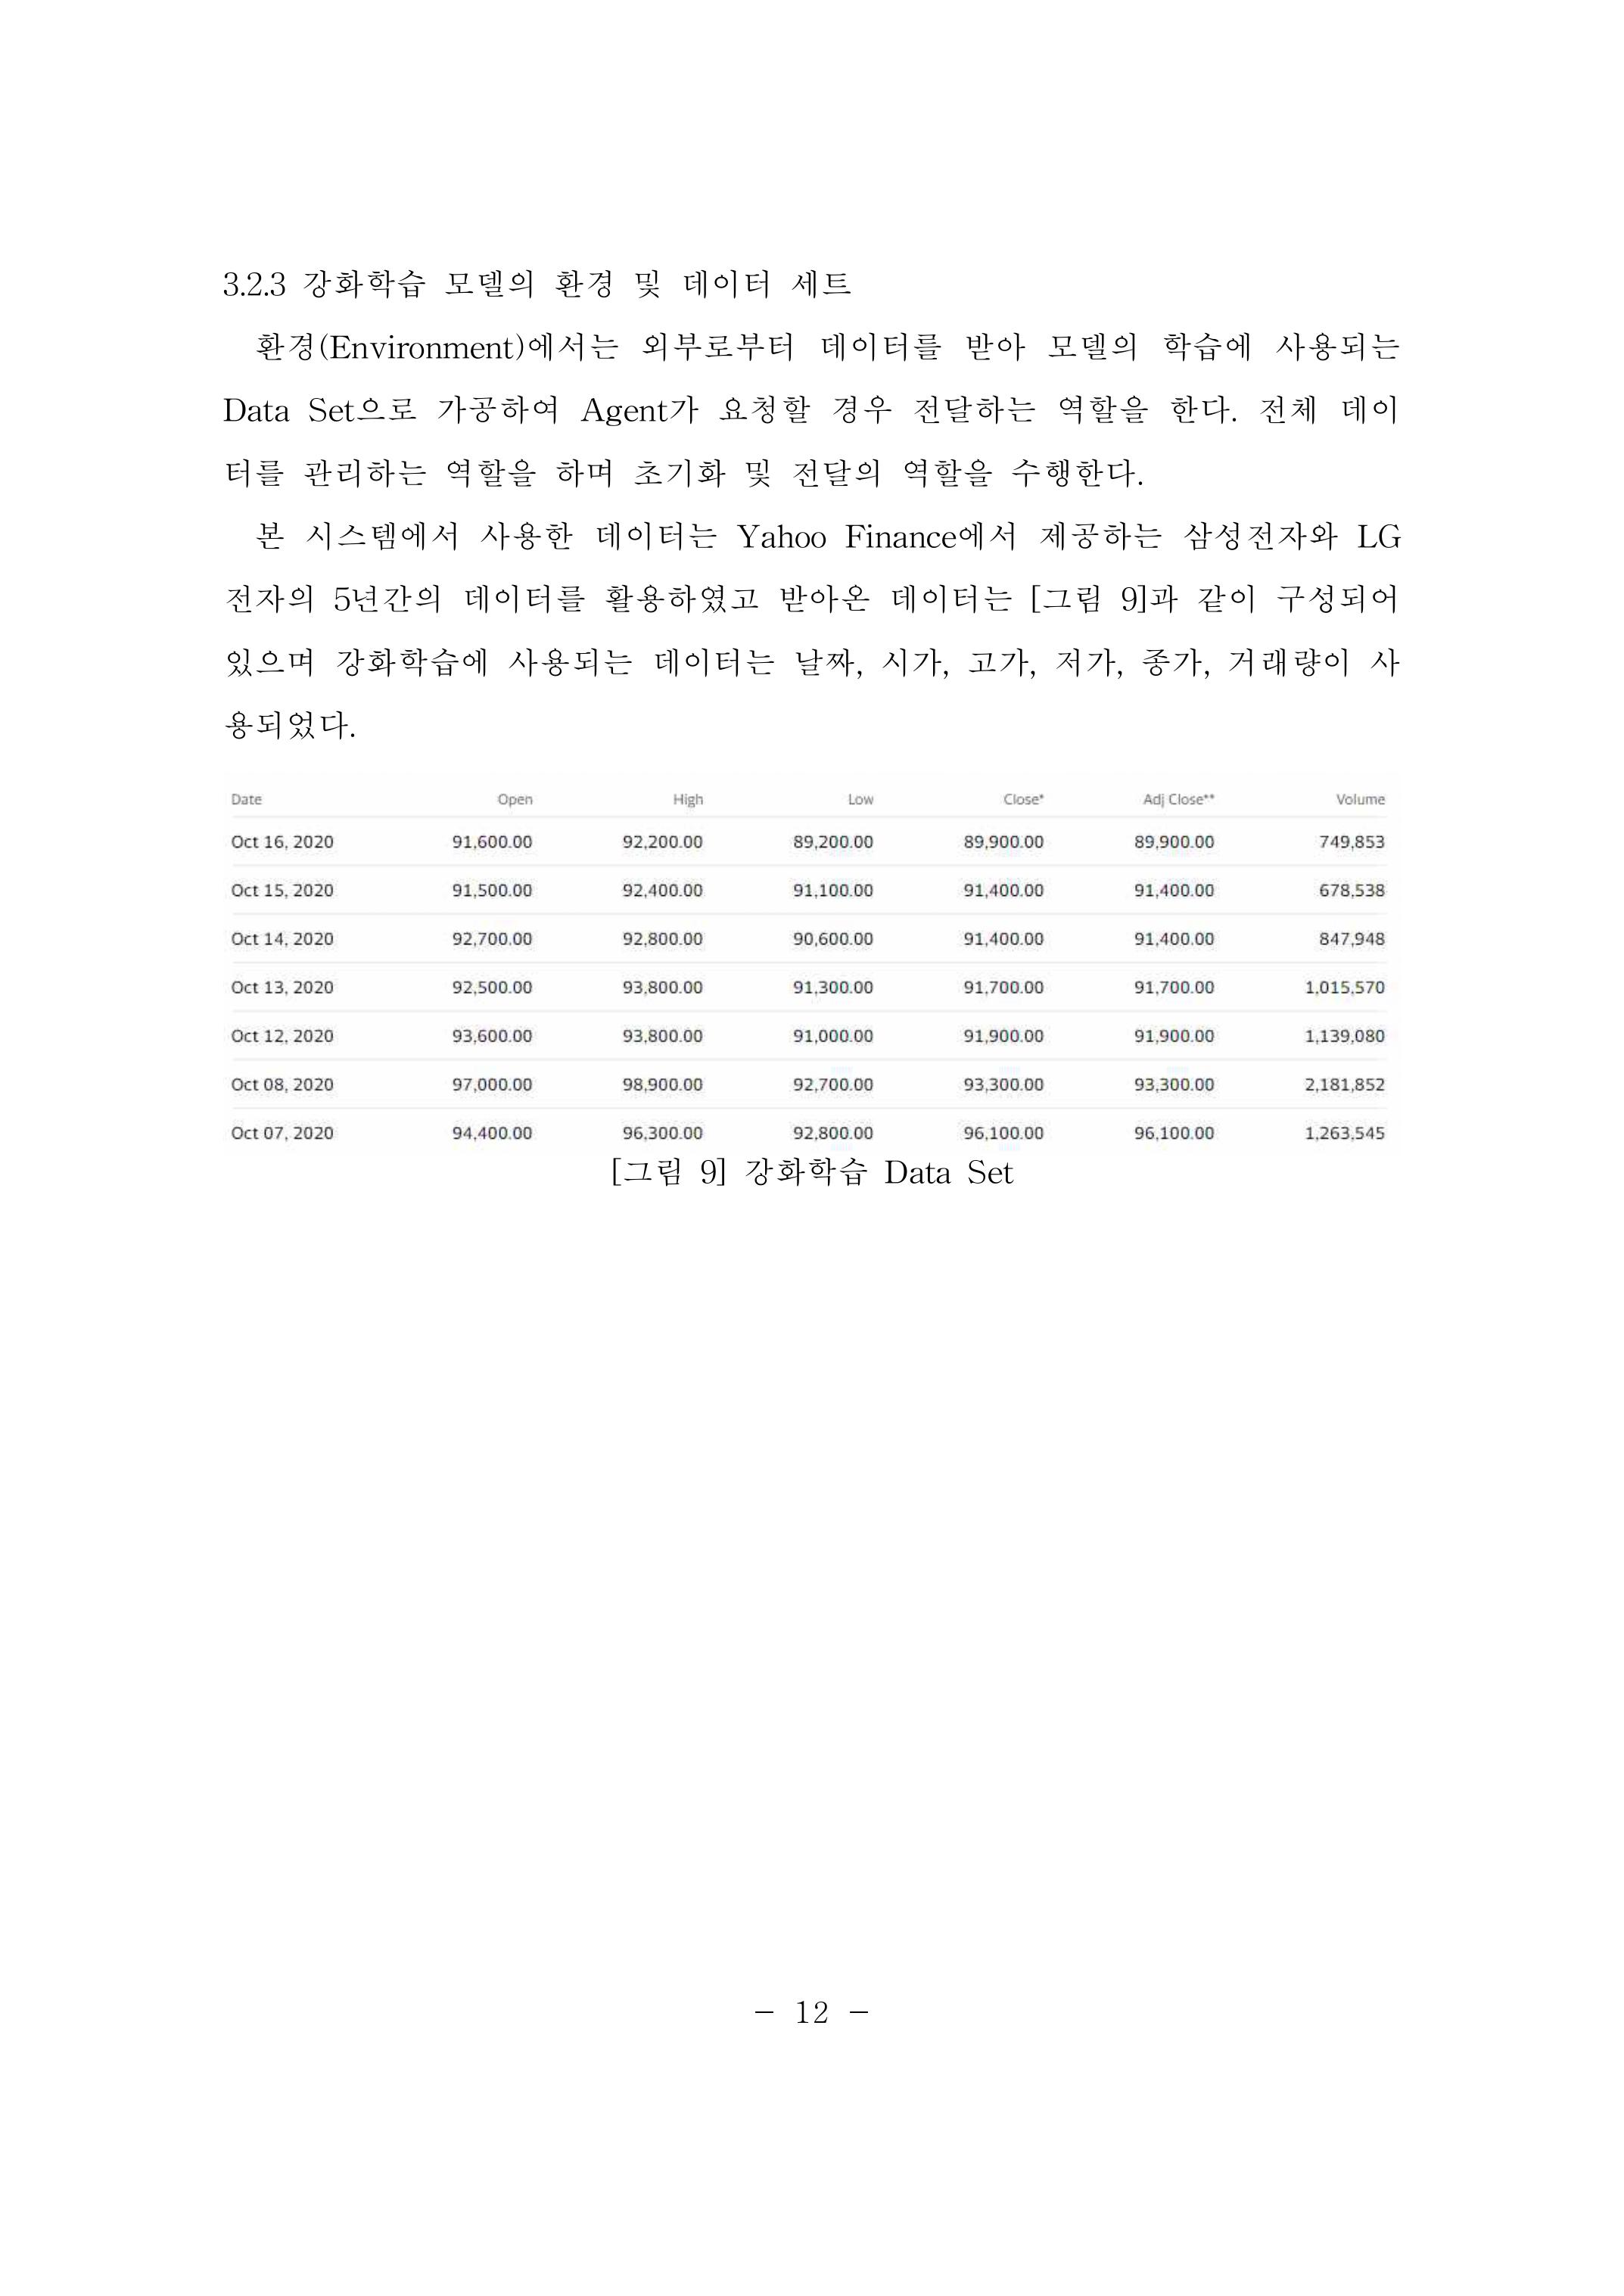 3.2.3 강화학습 모델의 환경 및 데이터 세트
환경(Environment)에서는 외부로부터 데이터를 받아 모델의 학습에 사용되는
Data Set으로 가공하여 Agent가 요청할 경우 전달하는 역할을 한다. 전체 데이
터를 관리하는 역할을 하며 초기화 및 전달의 역할을 수행한다.
본 시스템에서 사용한 데이터는 Yahoo Finance에서 제공하는 삼성전자와 LG
전자의 5년간의 데이터를 활용하였고 받아온 데이터는 [그림 9]과 같이 구성되어
있으며 강화학습에 사용되는 데이터는 날짜, 시가, 고가, 저가, 종가, 거래량이 사
용되었다.
Date Open High Low Close* Adj Close** Volume
Oct 16, 2020 91,600.00 92,200.00 89,200.00 89,900.00 89,900.00 749,853
Oct 15, 2020 91,500.00 92,400.00 91,100.00 91,400.00 91,400.00 678,538
Oct 14, 2020 92,700.00 92,800.00 90,600.00 91,400.00 91,400.00 847,948
Oct 13, 2020 92,500.00 93,800.00 91,300.00 91,700.00 91,700.00 1,015,570
Oct 12, 2020 93,600.00 93,800.00 91,000.00 91,900.00 91,900.00 1,139,080
Oct 08, 2020 97,000.00 98,900.00 92,700.00 93,300.00 93,300.00 2,181,852
Oct 07, 2020 94,400.00 96,300.00 92,800.00 96,100.00 96,100.00 1,263,545
[그림 9] 강화학습 Data Set
- 12 -